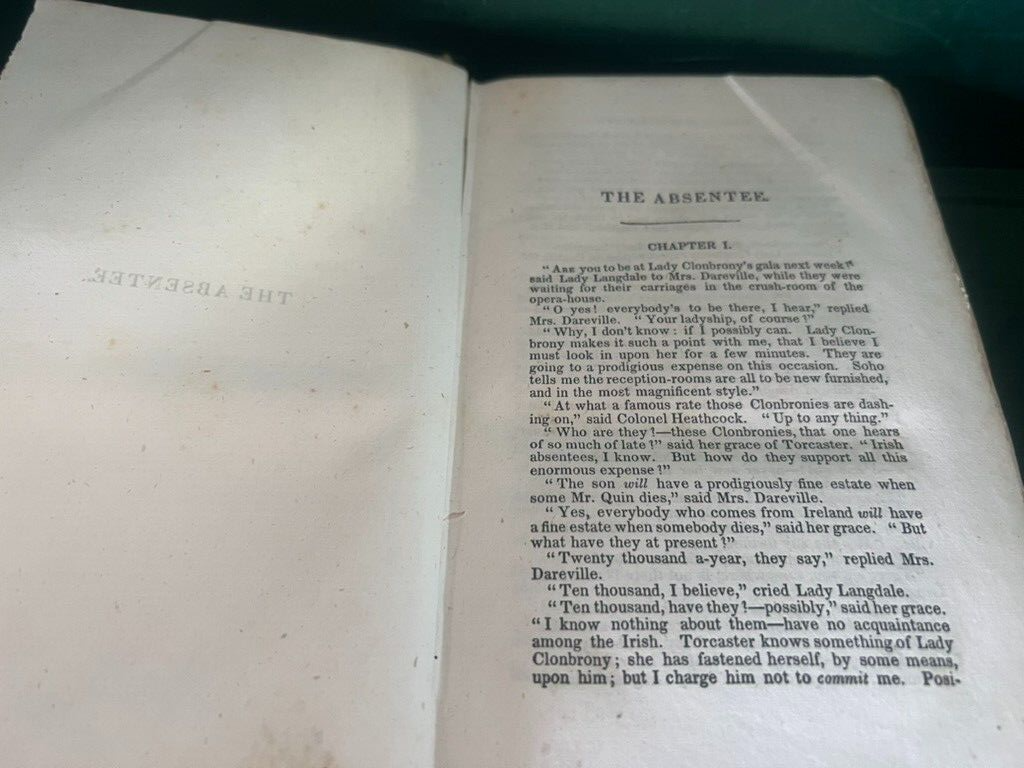 THE ABSENTEE.
THE ABSENTEE.
CHAPTER I.
"ARE you to be at Lady Clonbrony's gala next week?"
said Lady Langdale to Mrs. Dareville, while they were
waiting for their carriages in the crush-room of the
opera-house.
"O yes! everybody's to be there, I hear," replied
Mrs. Dareville. "Your ladyship, of course?"
"Why, I don't know: if I possibly can. Lady Clon-
brony makes it such a point with me, that I believe I
must look in upon her for a few minutes. They are
going to a prodigious expense on this occasion. Soho
tells me the reception-rooms are all to be new furnished,
and in the most magnificent style."
"At what a famous rate those Clonbronies are dash-
ing on," said Colonel Heathcock. "Up to any thing."
"Who are they?—these Clonbronies, that one hears
of so much of late?" said her grace of Torcaster. "Irish
absentees, I know. But how do they support all this
enormous expense?"
"The son will have a prodigiously fine estate when
some Mr. Quin dies," said Mrs. Dareville.
"Yes, everybody who comes from Ireland will have
a fine estate when somebody dies," said her grace. "But
what have they at present?"
"Twenty thousand a-year, they say," replied Mrs.
Dareville.
"Ten thousand, I believe," cried Lady Langdale.
"Ten thousand, have they?—possibly," said her grace.
"I know nothing about them—have no acquaintance
among the Irish. Torcaster knows something of Lady
Clonbrony; she has fastened herself, by some means,
upon him; but I charge him not to commit me. Posi-